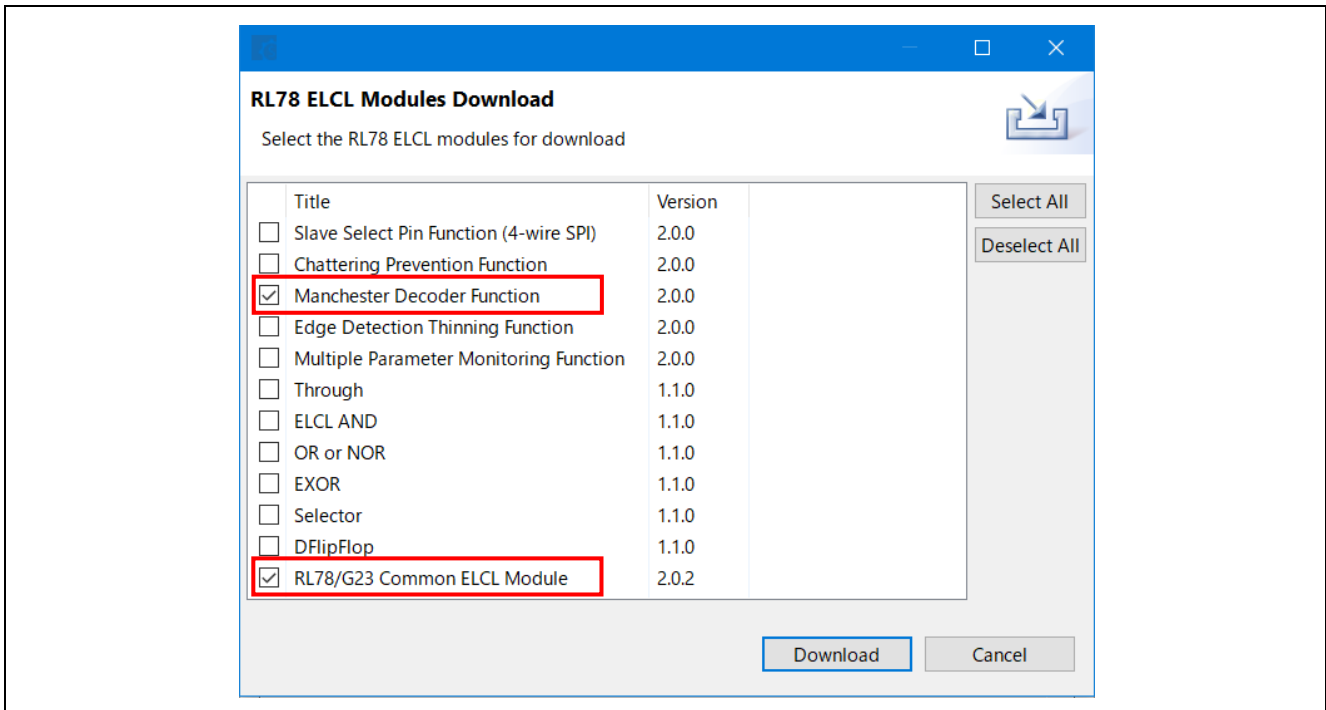 RL78 ELCL Modules Download
Select the RL78 ELCL modules for download
Title Version
Select All
Slave Select Pin Function (4-wire SPI) 2.0.0
Deselect All
Chattering Prevention Function 2.0.0
Manchester Decoder Function 2.0.0
Edge Detection Thinning Function 2.0.0
Multiple Parameter Monitoring Function 2.0.0
Through 1.1.0
ELCL AND 1.1.0
OR or NOR 1.1.0
EXOR 1.1.0
Selector 1.1.0
DFlipFlop 1.1.0
RL78/G23 Common ELCL Module 2.0.2
Download Cancel